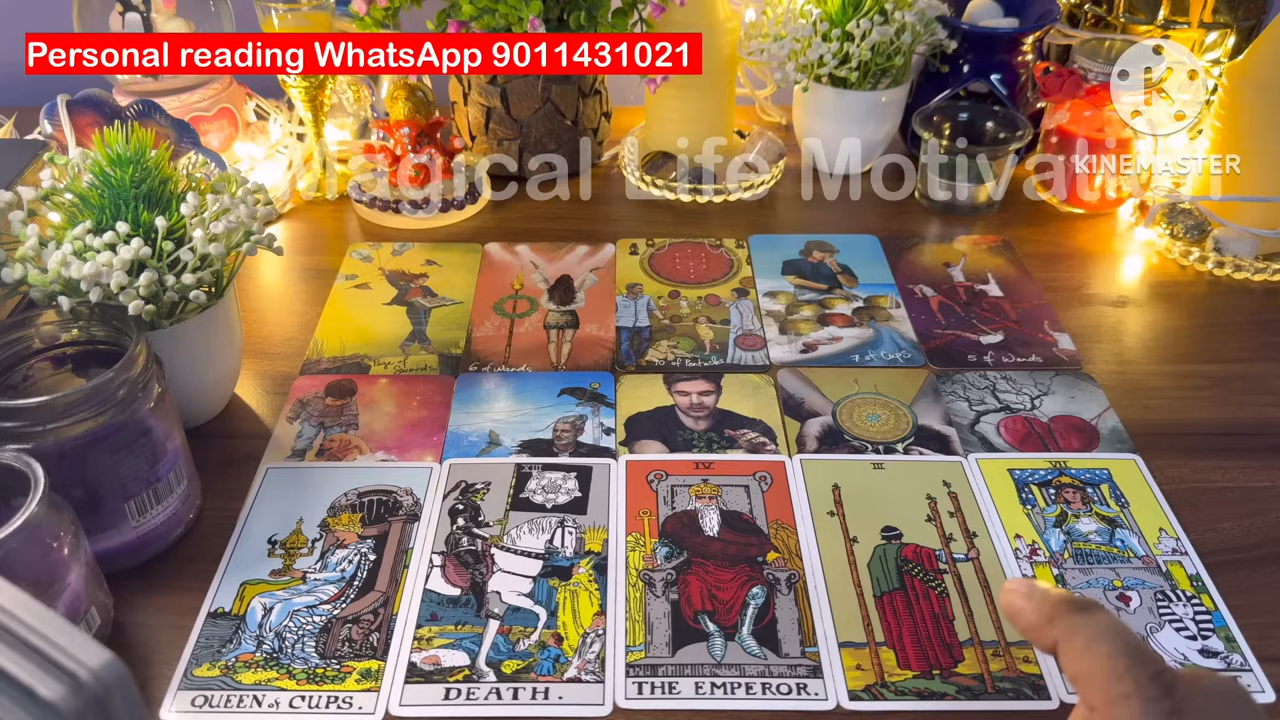 Personal reading WhatsApp 9011431021
KINEMASTER
Magical Life Motivation
Page of
Swords
6 of Wands
10 of Pentacles
7 of Cups
5 of Wands
XIII
IV
III
VII
QUEEN of CUPS.
DEATH.
THE EMPEROR.